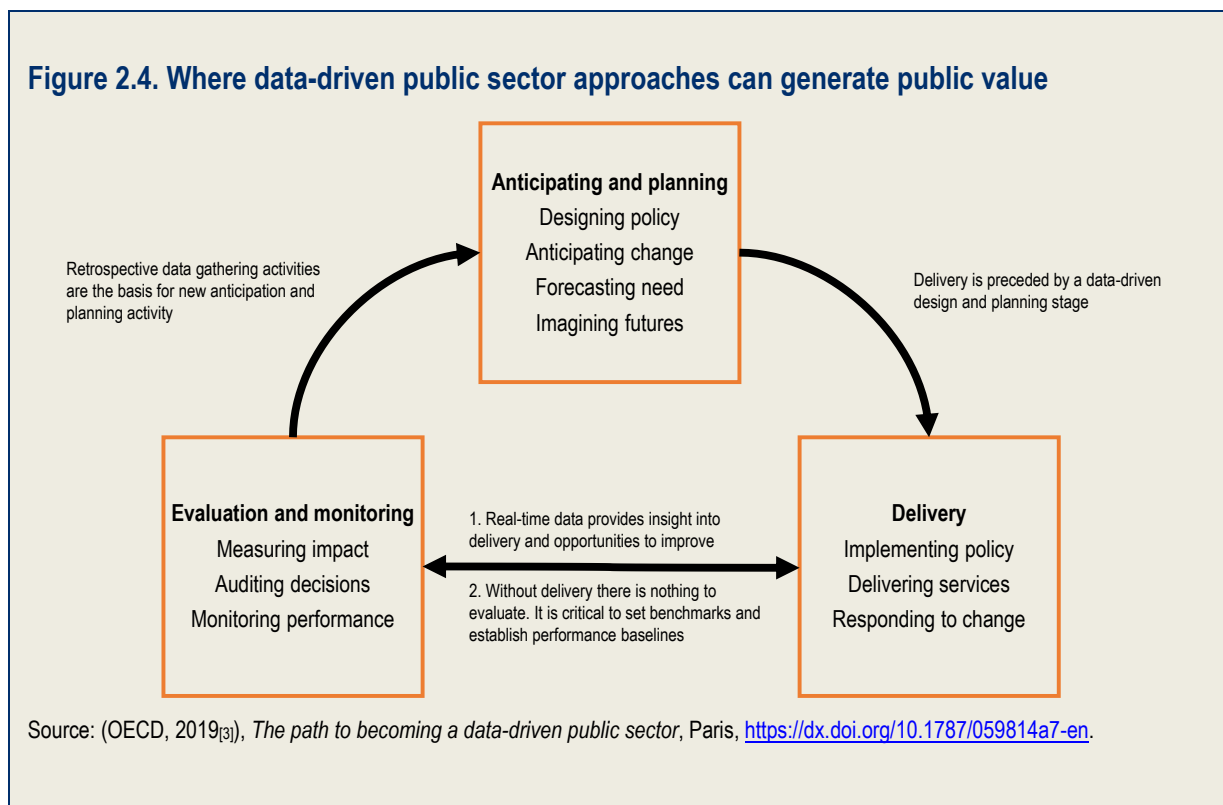 Figure 2.4. Where data-driven public sector approaches can generate public value
Anticipating and planning
Designing policy
Anticipating change
Forecasting need
Imagining futures
Retrospective data gathering activities
are the basis for new anticipation and
planning activity
Delivery is preceded by a data-driven
design and planning stage
Evaluation and monitoring
Measuring impact
Auditing decisions
Monitoring performance
1. Real-time data provides insight into
delivery and opportunities to improve
2. Without delivery there is nothing to
evaluate. It is critical to set benchmarks and
establish performance baselines
Delivery
Implementing policy
Delivering services
Responding to change
Source: (OECD, 2019[3]), The path to becoming a data-driven public sector, Paris, https://dx.doi.org/10.1787/059814a7-en.